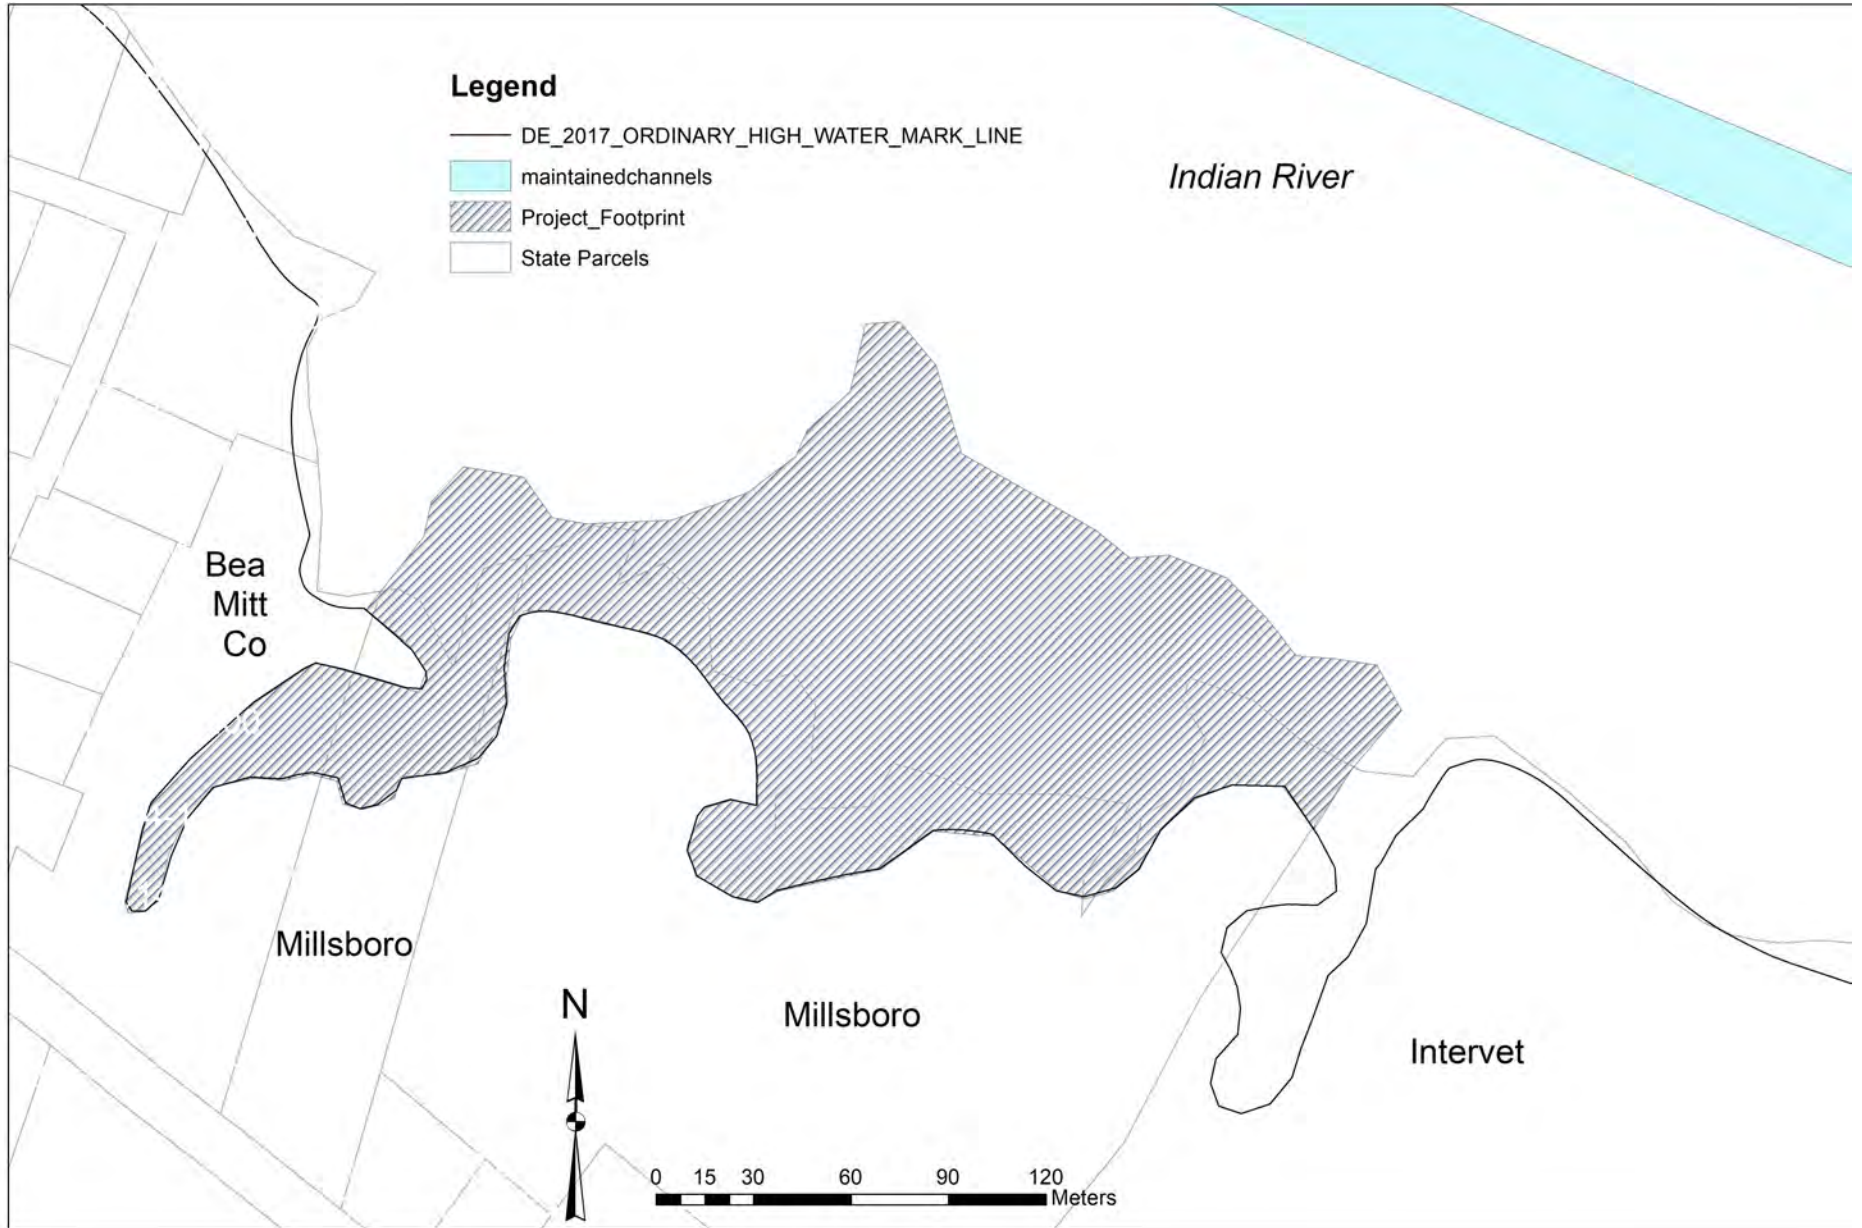 Legend
DE_2017_ORDINARY_HIGH_WATER_MARK_LINE
maintainedchannels
Project_Footprint
State Parcels
Indian River
Bea
Mitt
Co
Millsboro
Millsboro
Intervet
N
0 15 30 60 90 120
Meters